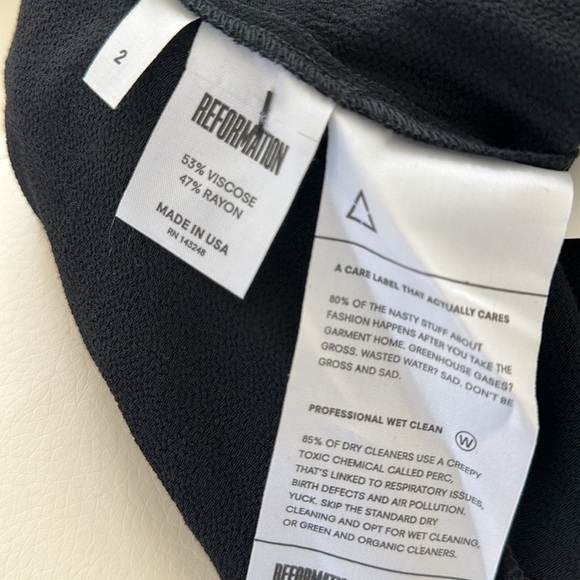 2
REFORMATION
53% VISCOSE
47% RAYON
MADE IN USA
RN 143248
A CARE LABEL THAT ACTUALLY CARES
80% OF THE NASTY STUFF ABOUT
FASHION HAPPENS AFTER YOU TAKE THE
GARMENT HOME. GREENHOUSE GASES?
GROSS. WASTED WATER? SAD. DON'T BE
GROSS AND SAD.
PROFESSIONAL WET CLEAN W
85% OF DRY CLEANERS USE A CREEPY
TOXIC CHEMICAL CALLED PERC,
THAT'S LINKED TO RESPIRATORY ISSUES,
BIRTH DEFECTS AND AIR POLLUTION.
YUCK. SKIP THE STANDARD DRY
CLEANING AND OPT FOR WET CLEANING,
OR GREEN AND ORGANIC CLEANERS.
REFORMATION